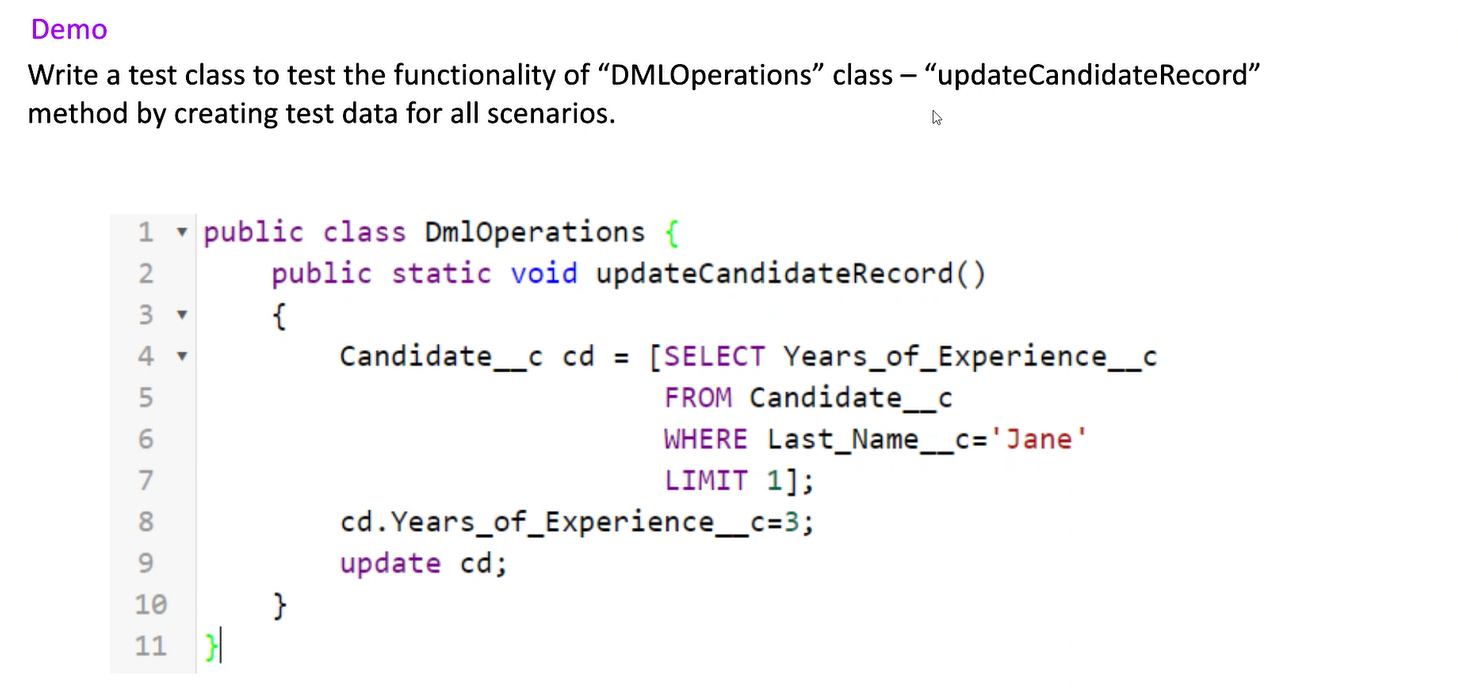 Demo
Write a test class to test the functionality of “DMLOperations” class – “updateCandidateRecord”
method by creating test data for all scenarios.
1 public class DmlOperations {
2 public static void updateCandidateRecord()
3 {
4 Candidate__c cd = [SELECT Years_of_Experience__c
5 FROM Candidate__c
6 WHERE Last_Name__c='Jane'
7 LIMIT 1];
8 cd.Years_of_Experience__c=3;
9 update cd;
10 }
11 }